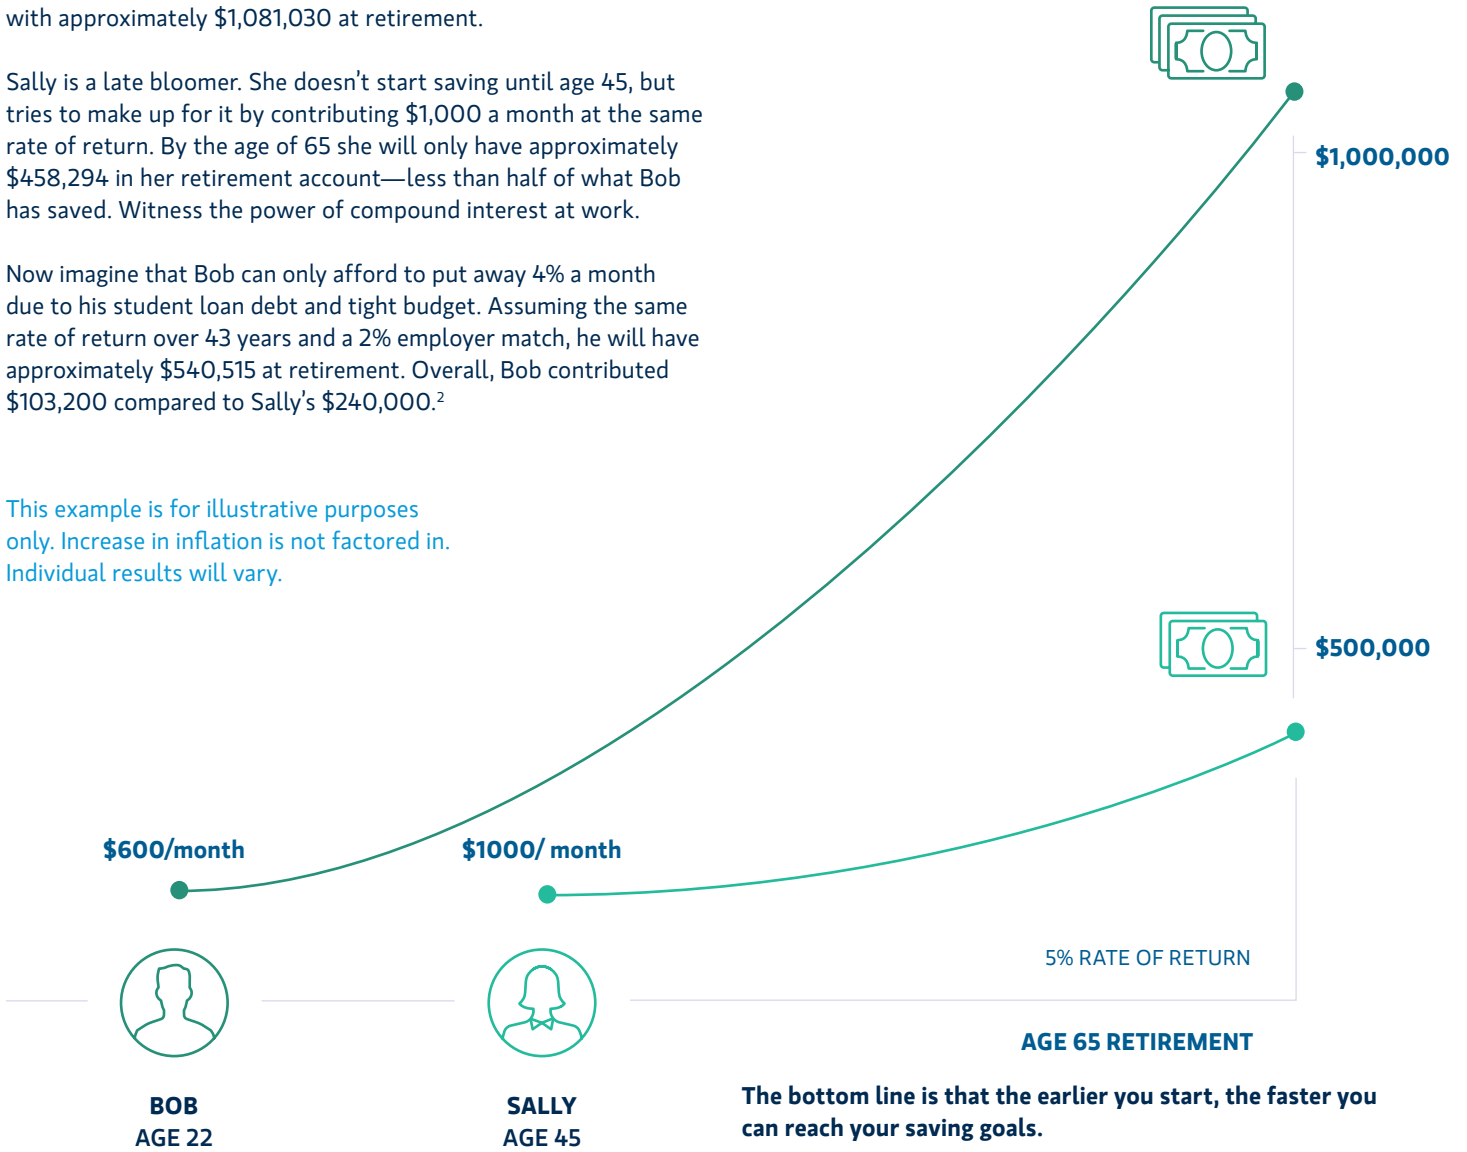 with approximately $1,081,030 at retirement.
Sally is a late bloomer. She doesn’t start saving until age 45, but
tries to make up for it by contributing $1,000 a month at the same
rate of return. By the age of 65 she will only have approximately
$458,294 in her retirement account—less than half of what Bob
has saved. Witness the power of compound interest at work.
Now imagine that Bob can only afford to put away 4% a month
due to his student loan debt and tight budget. Assuming the same
rate of return over 43 years and a 2% employer match, he will have
approximately $540,515 at retirement. Overall, Bob contributed
$103,200 compared to Sally’s $240,000.²
This example is for illustrative purposes
only. Increase in inflation is not factored in.
Individual results will vary.
$1,000,000
$500,000
$600/month
$1000/ month
5% RATE OF RETURN
AGE 65 RETIREMENT
BOB
AGE 22
SALLY
AGE 45
The bottom line is that the earlier you start, the faster you
can reach your saving goals.